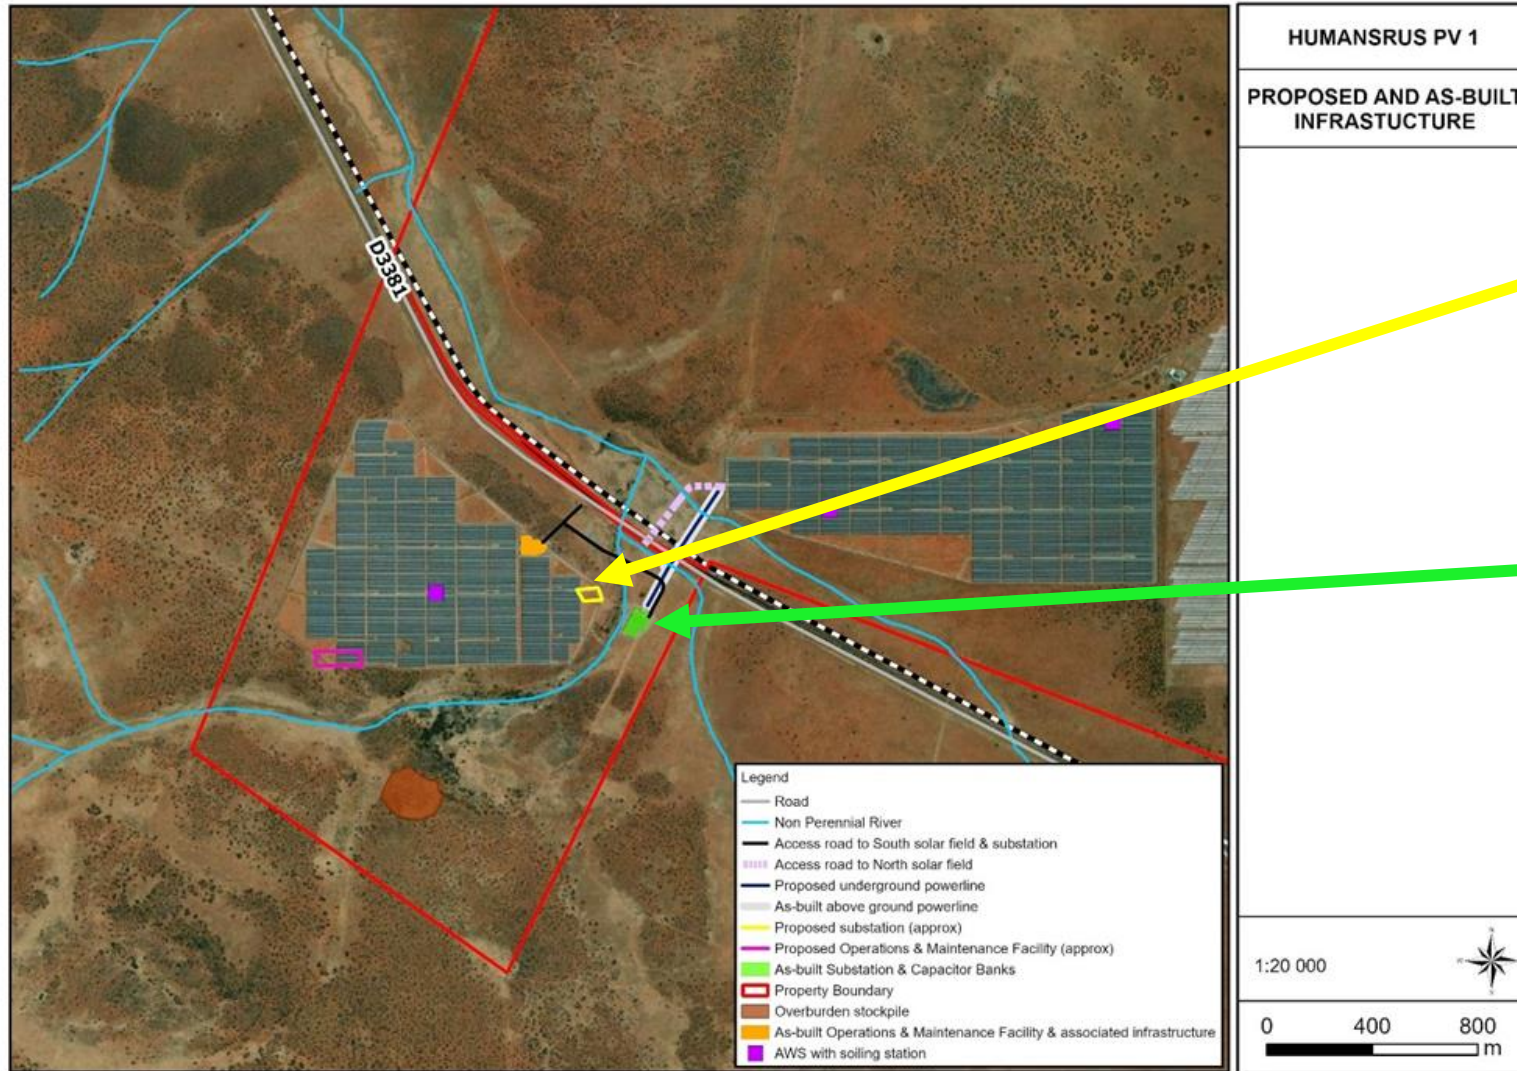 HUMANSRUS PV 1
PROPOSED AND AS-BUILT
INFRASTUCTURE
D3381
Legend
Road
Non Perennial River
Access road to South solar field & substation
Access road to North solar field
Proposed underground powerline
As-built above ground powerline
Proposed substation (approx)
Proposed Operations & Maintenance Facility (approx)
As-built Substation & Capacitor Banks
Property Boundary
Overburden stockpile
As-built Operations & Maintenance Facility & associated infrastructure
AWS with soiling station
1:20 000
0 400 800
m